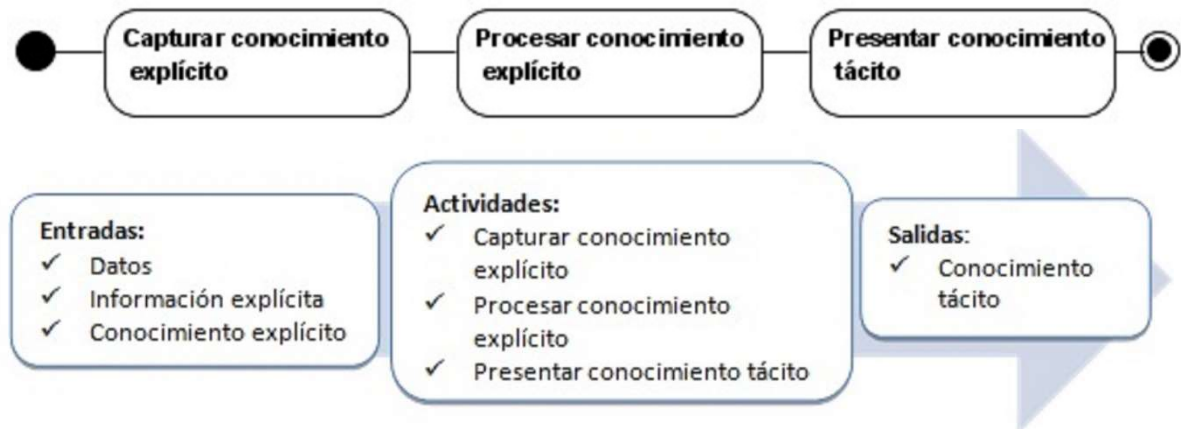 Capturar conocimiento
explícito
Procesar conocimiento
explícito
Presentar conocimiento
tácito
Entradas:
✓ Datos
✓ Información explícita
✓ Conocimiento explícito
Actividades:
✓ Capturar conocimiento
explícito
✓ Procesar conocimiento
explícito
✓ Presentar conocimiento tácito
Salidas:
✓ Conocimiento
tácito